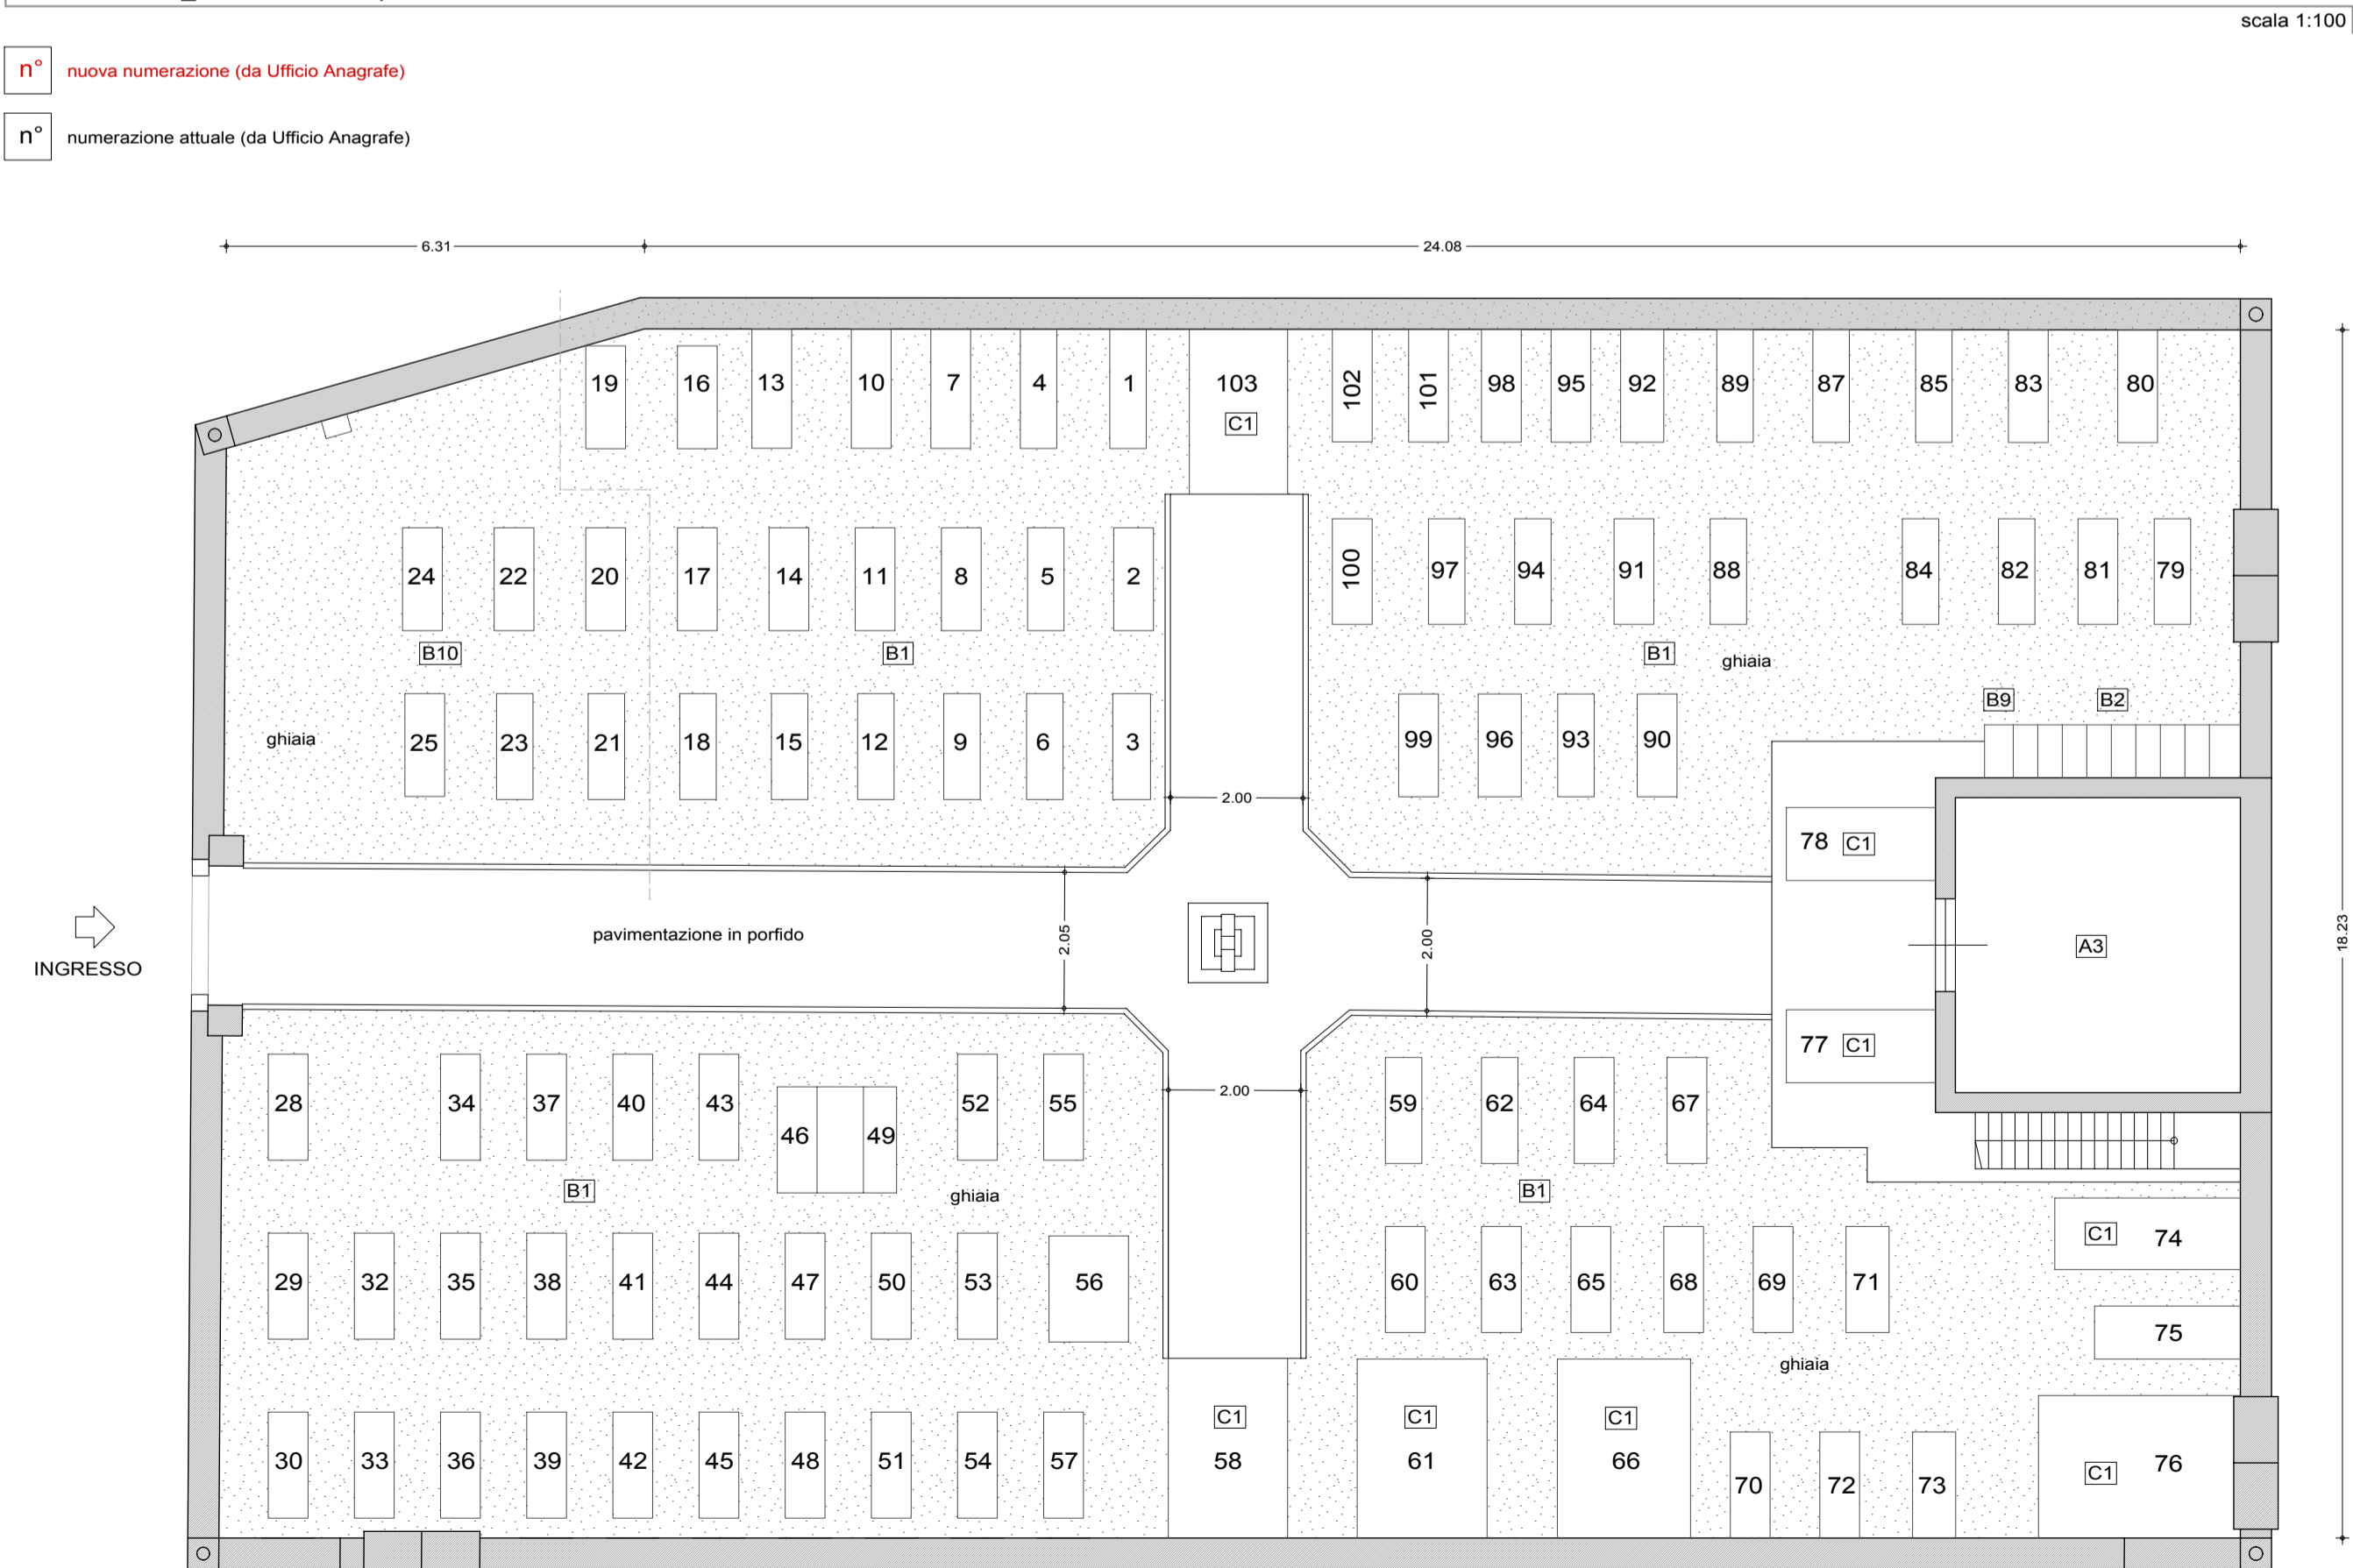 scala 1:100
n° nuova numerazione (da Ufficio Anagrafe)
n° numerazione attuale (da Ufficio Anagrafe)
6.31 24.08
19 16 13 10 7 4 1 103 102 101 98 95 92 89 87 85 83 80
C1
24 22 20 17 14 11 8 5 2 100 97 94 91 88 84 82 81 79
B10 B1 B1 ghiaia
B9 B2
ghiaia 25 23 21 18 15 12 9 6 3 99 96 93 90
2.00
78 C1
INGRESSO
pavimentazione in porfido 2.05 2.00 A3 18.23
77 C1
28 34 37 40 43 46 49 52 55 2.00 59 62 64 67
B1 ghiaia B1
C1 74
29 32 35 38 41 44 47 50 53 56 60 63 65 68 69 71
75
ghiaia
C1 C1 C1
30 33 36 39 42 45 48 51 54 57 58 61 66 70 72 73 C1 76